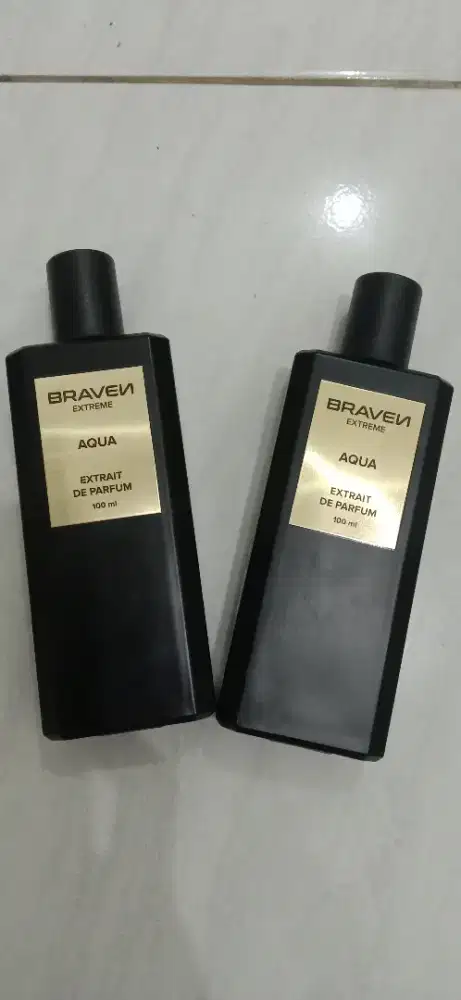 BRAVEN
EXTREME
AQUA
EXTRAIT
DE PARFUM
100 ml
BRAVEN
EXTREME
AQUA
EXTRAIT
DE PARFUM
100 ml